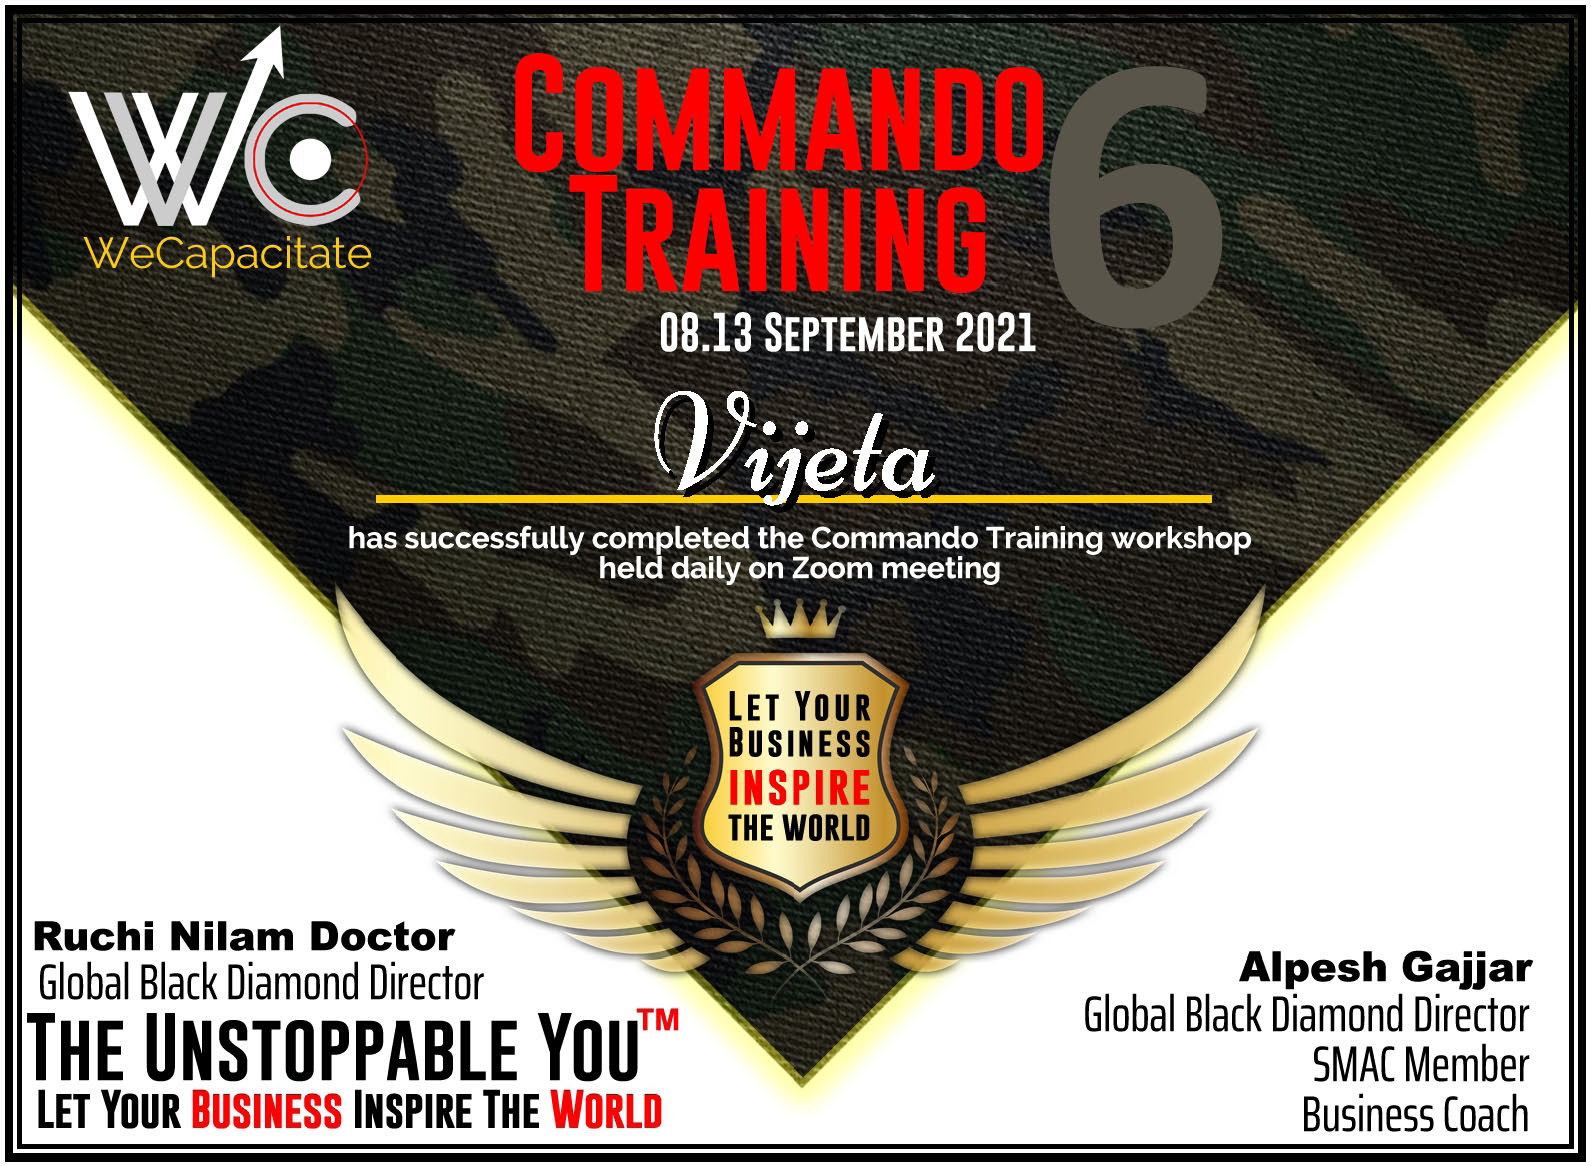 WC
WeCapacitate
COMMANDO
TRAINING
6
08.13 SEPTEMBER 2021
Vijeta
has successfully completed the Commando Training workshop
held daily on Zoom meeting
LET YOUR
BUSINESS
INSPIRE
THE WORLD
Ruchi Nilam Doctor
Global Black Diamond Director
THE UNSTOPPABLE YOU™
LET YOUR BUSINESS INSPIRE THE WORLD
Alpesh Gajjar
Global Black Diamond Director
SMAC Member
Business Coach